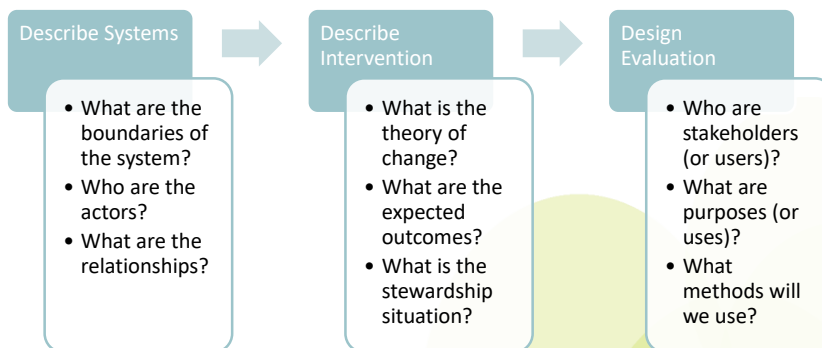 Describe Systems
• What are the
boundaries of
the system?
• Who are the
actors?
• What are the
relationships?
Describe
Intervention
• What is the
theory of
change?
• What are the
expected
outcomes?
• What is the
stewardship
situation?
Design
Evaluation
• Who are
stakeholders
(or users)?
• What are
purposes (or
uses)?
• What
methods will
we use?